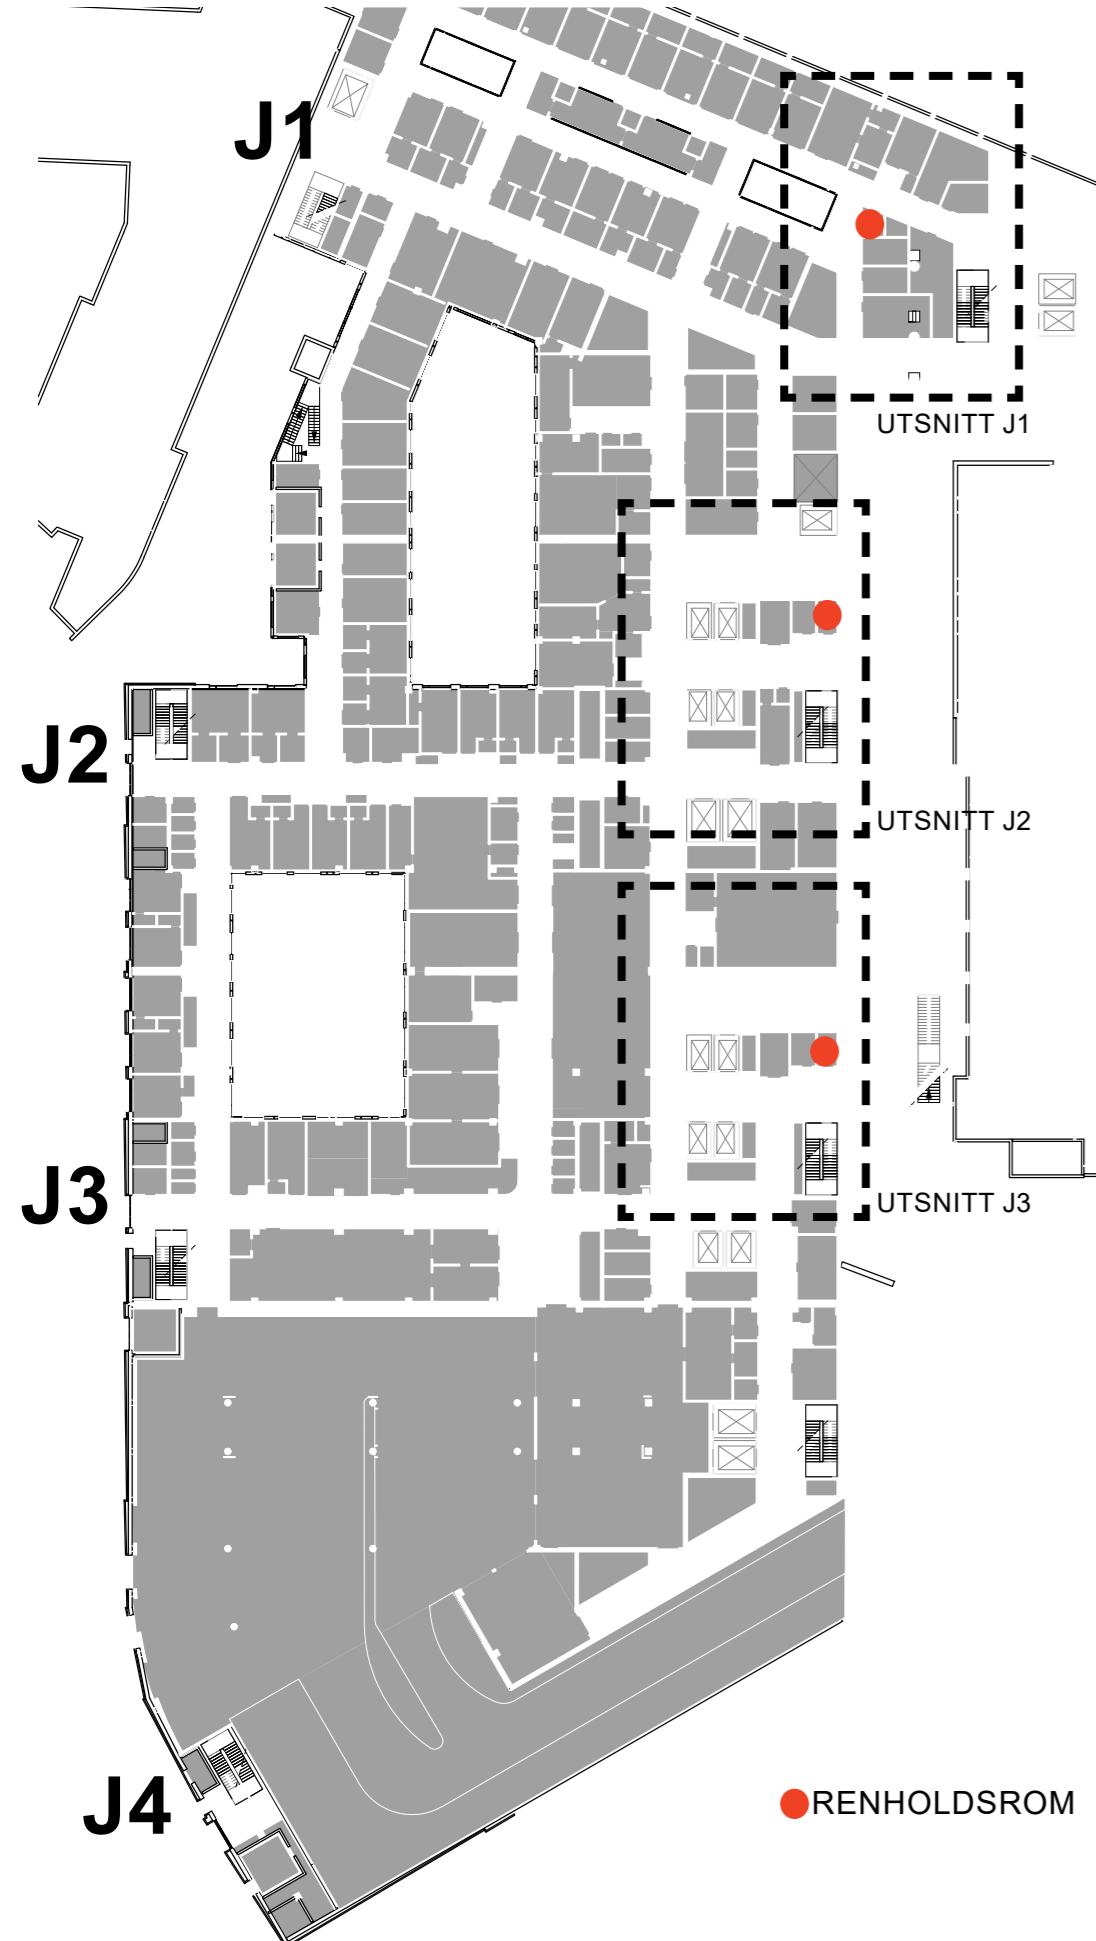 J1
UTSNITT J1
J2
UTSNITT J2
J3
UTSNITT J3
J4
RENHOLDSROM